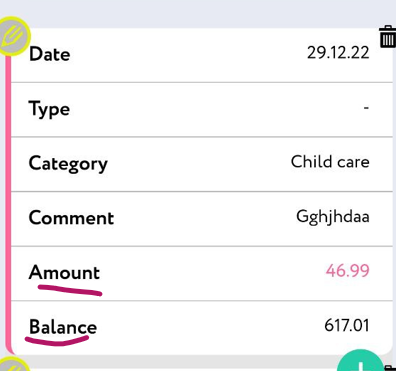 Date 29.12.22
Type -
Category Child care
Comment Gghjhdaa
Amount 46.99
Balance 617.01